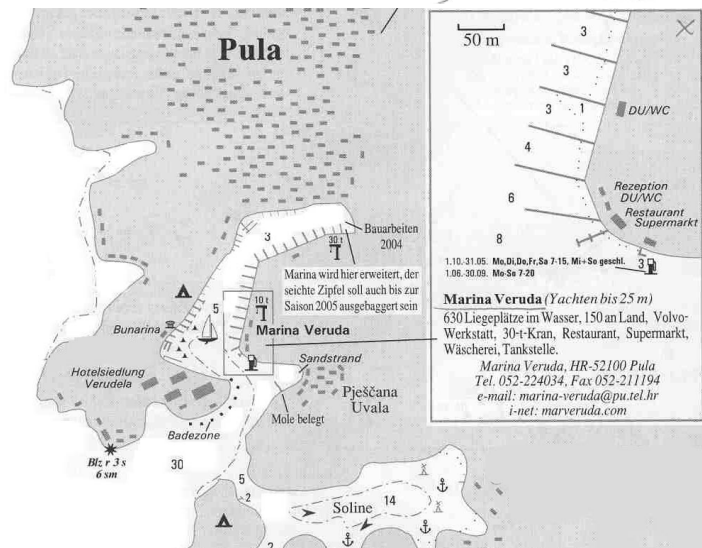 Pula
50 m
3
3
3
1
DU/WC
4
6
8
Rezeption
DU/WC
Restaurant
Supermarkt
1.10.-31.05. Mo,Di,Do,Fr,Sa 7-15, Mi+So geschl.
1.06-30.09. Mo-So 7-20
3
Marina Veruda (Yachten bis 25 m)
630 Liegeplätze im Wasser, 150 an Land, Volvo-
Werkstatt, 30-t-Kran, Restaurant, Supermarkt,
Wäscherei, Tankstelle.
Marina Veruda, HR-52100 Pula
Tel. 052-224034, Fax 052-211194
e-mail: marina-veruda@pu.tel.hr
i-net: marveruda.com
Bauarbeiten
2004
3
30 t
Marina wird hier erweitert, der
seichte Zipfel soll auch bis zur
Saison 2005 ausgebaggert sein
10 t
5
Marina Veruda
Bunarina
Sandstrand
Hotelsiedlung
Verudela
Pješčana
Uvala
Mole belegt
Badezone
Blz r 3 s
6 sm
30
5
2
14
Soline
2